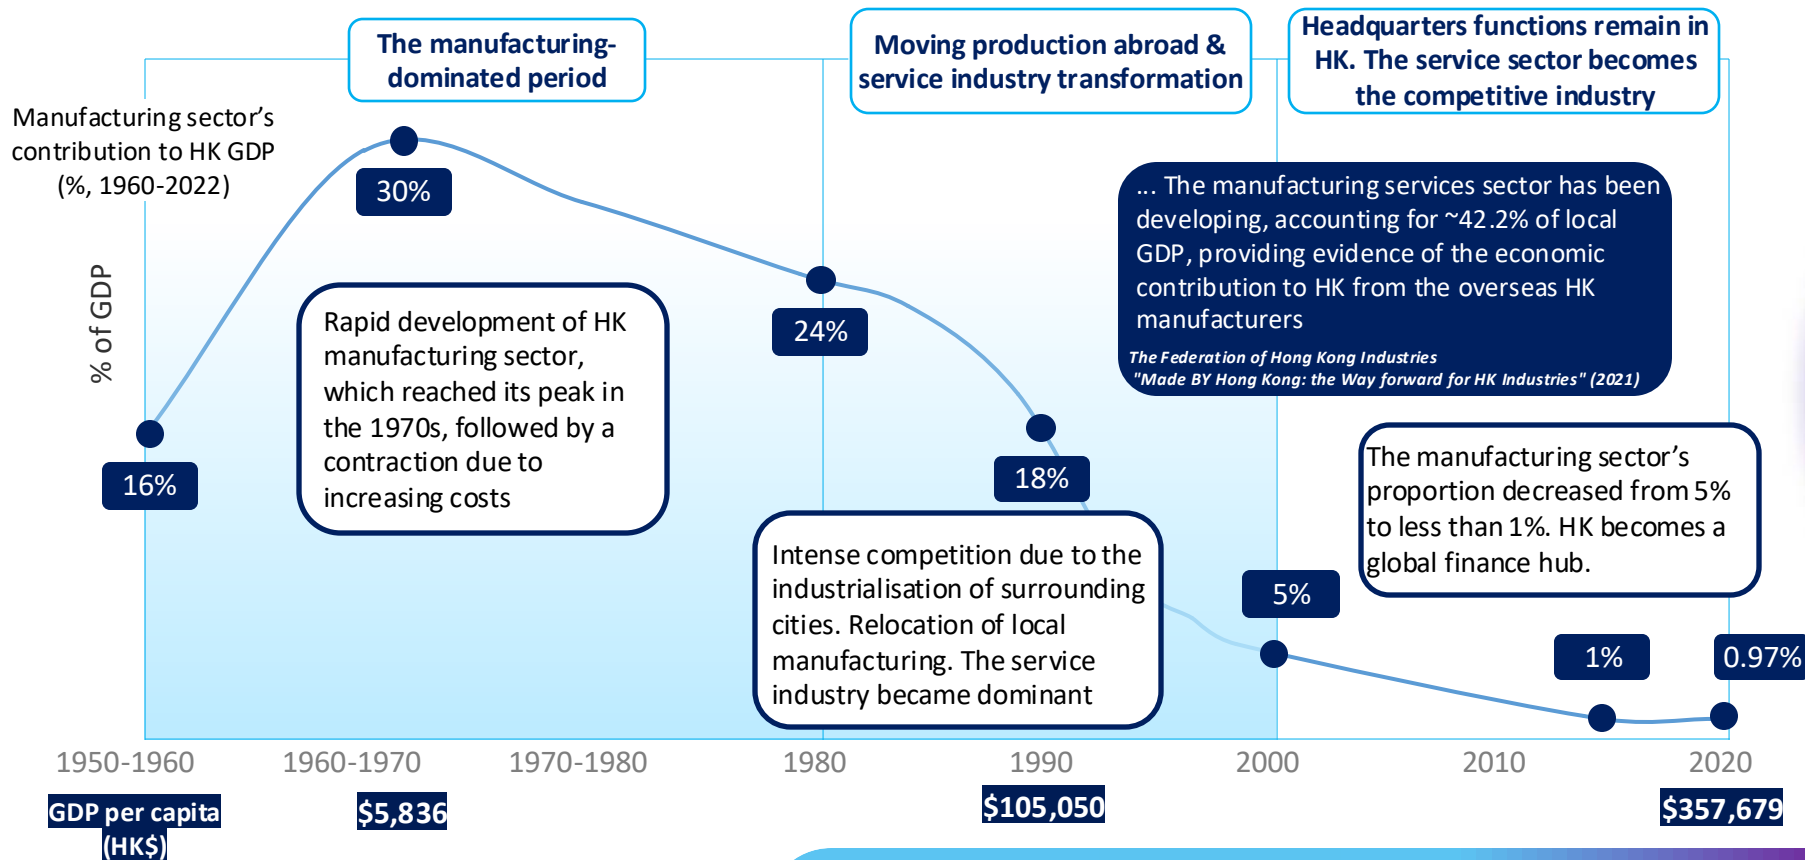 The manufacturing-
dominated period
Moving production abroad &
service industry transformation
Headquarters functions remain in
HK. The service sector becomes
the competitive industry
Manufacturing sector's
contribution to HK GDP
(%, 1960-2022)
% of GDP
16%
30%
24%
18%
5%
1%
0.97%
Rapid development of HK
manufacturing sector,
which reached its peak in
the 1970s, followed by a
contraction due to
increasing costs
Intense competition due to the
industrialisation of surrounding
cities. Relocation of local
manufacturing. The service
industry became dominant
... The manufacturing services sector has been
developing, accounting for ~42.2% of local
GDP, providing evidence of the economic
contribution to HK from the overseas HK
manufacturers
The Federation of Hong Kong Industries
"Made BY Hong Kong: the Way forward for HK Industries" (2021)
The manufacturing sector's
proportion decreased from 5%
to less than 1%. HK becomes a
global finance hub.
1950-1960
1960-1970
1970-1980
1980
1990
2000
2010
2020
GDP per capita
(HK$)
$5,836
$105,050
$357,679